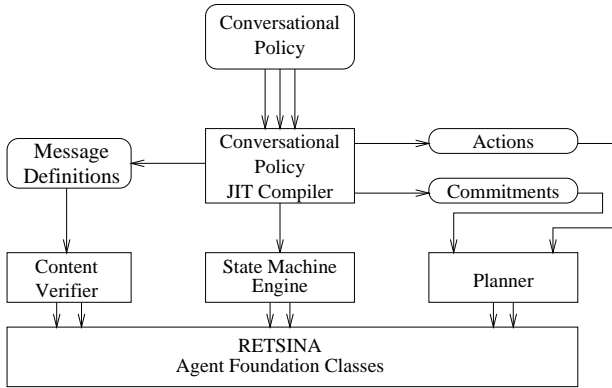 Conversational
Policy
Conversational
Policy
JIT Compiler
Message
Definitions
Actions
Commitments
Content
Verifier
State Machine
Engine
Planner
RETSINA
Agent Foundation Classes